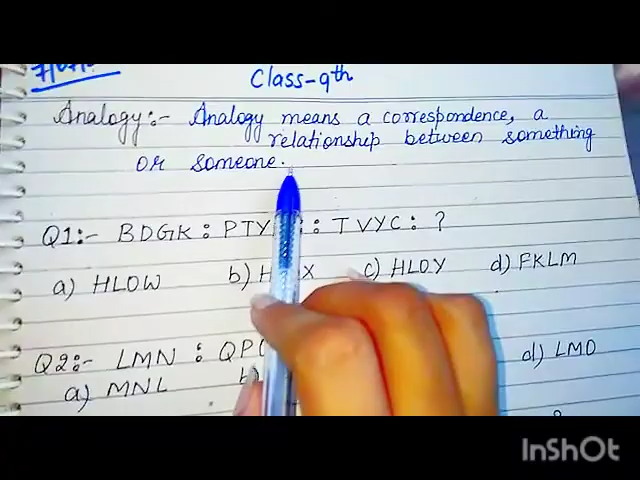 Class-9th
Analogy:- Analogy means a correspondence, a
relationship between something
or someone.
Q1:- BDGK : PTY : : TVYC : ?
a) HLOW b) H X c) HLOY d) FKLM
Q2:- LMN : QP d) LMO
a) MNL b)
InShOt